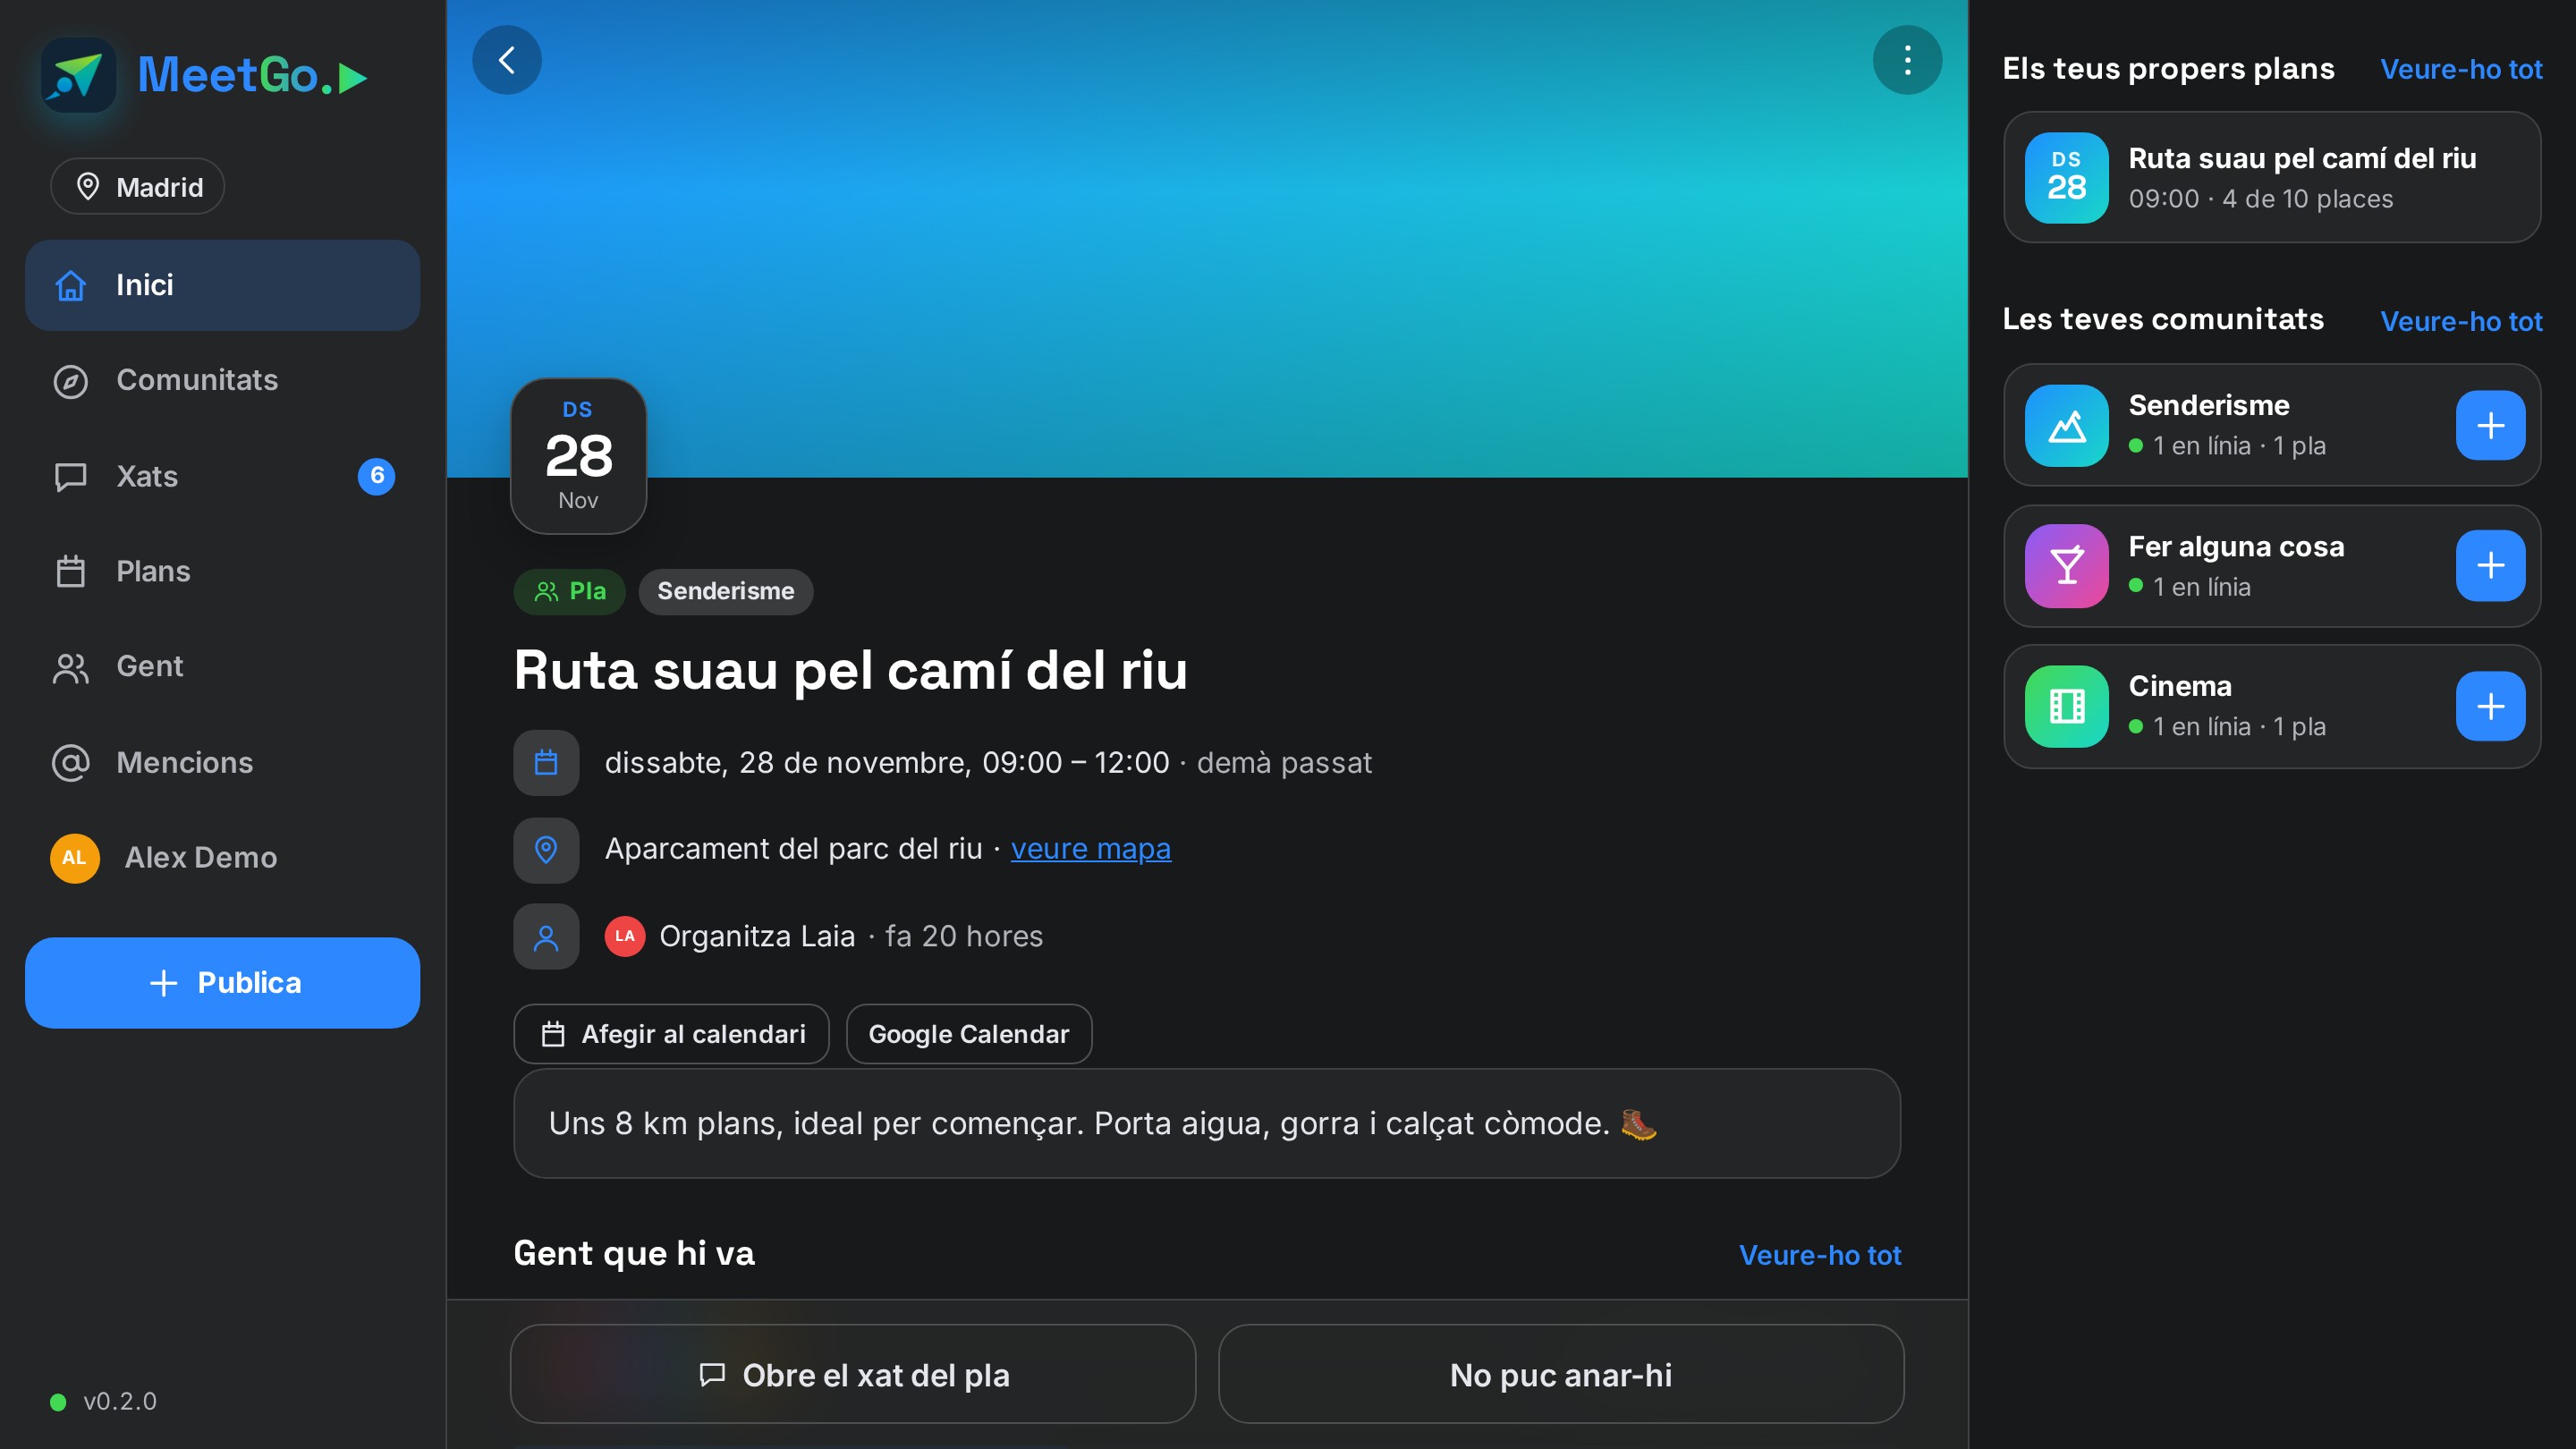 MeetGo.
Madrid
Inici
Comunitats
Xats
6
Plans
Gent
Mencions
AL
Alex Demo
Publica
v0.2.0
DS
28
Nov
Pla
Senderisme
Ruta suau pel camí del riu
dissabte, 28 de novembre, 09:00 – 12:00 · demà passat
Aparcament del parc del riu · veure mapa
LA Organitza Laia · fa 20 hores
Afegir al calendari
Google Calendar
Uns 8 km plans, ideal per començar. Porta aigua, gorra i calçat còmode. 🥾
Gent que hi va
Veure-ho tot
Obre el xat del pla
No puc anar-hi
Els teus propers plans
Veure-ho tot
DS
28
Ruta suau pel camí del riu
09:00 · 4 de 10 places
Les teves comunitats
Veure-ho tot
Senderisme
1 en línia · 1 pla
Fer alguna cosa
1 en línia
Cinema
1 en línia · 1 pla